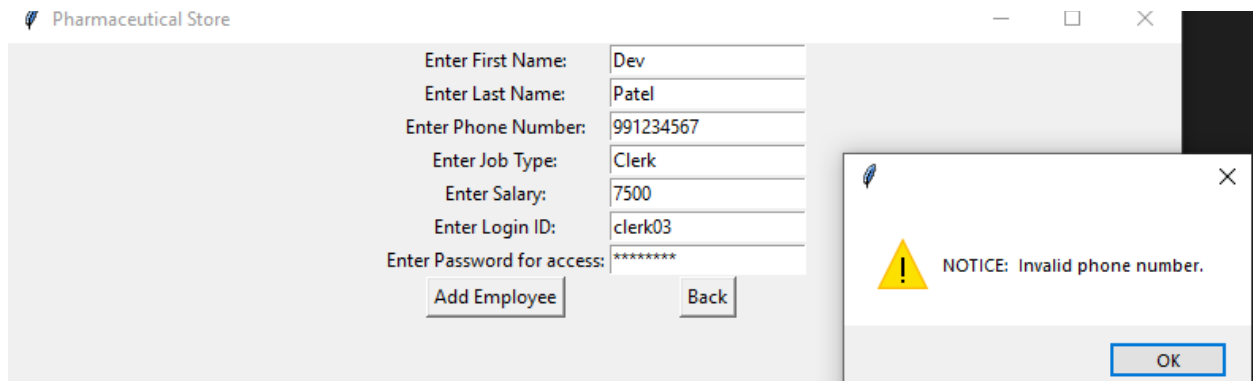 Pharmaceutical Store
Enter First Name: Dev
Enter Last Name: Patel
Enter Phone Number: 991234567
Enter Job Type: Clerk
Enter Salary: 7500
Enter Login ID: clerk03
Enter Password for access: ********
Add Employee Back
NOTICE: Invalid phone number.
OK